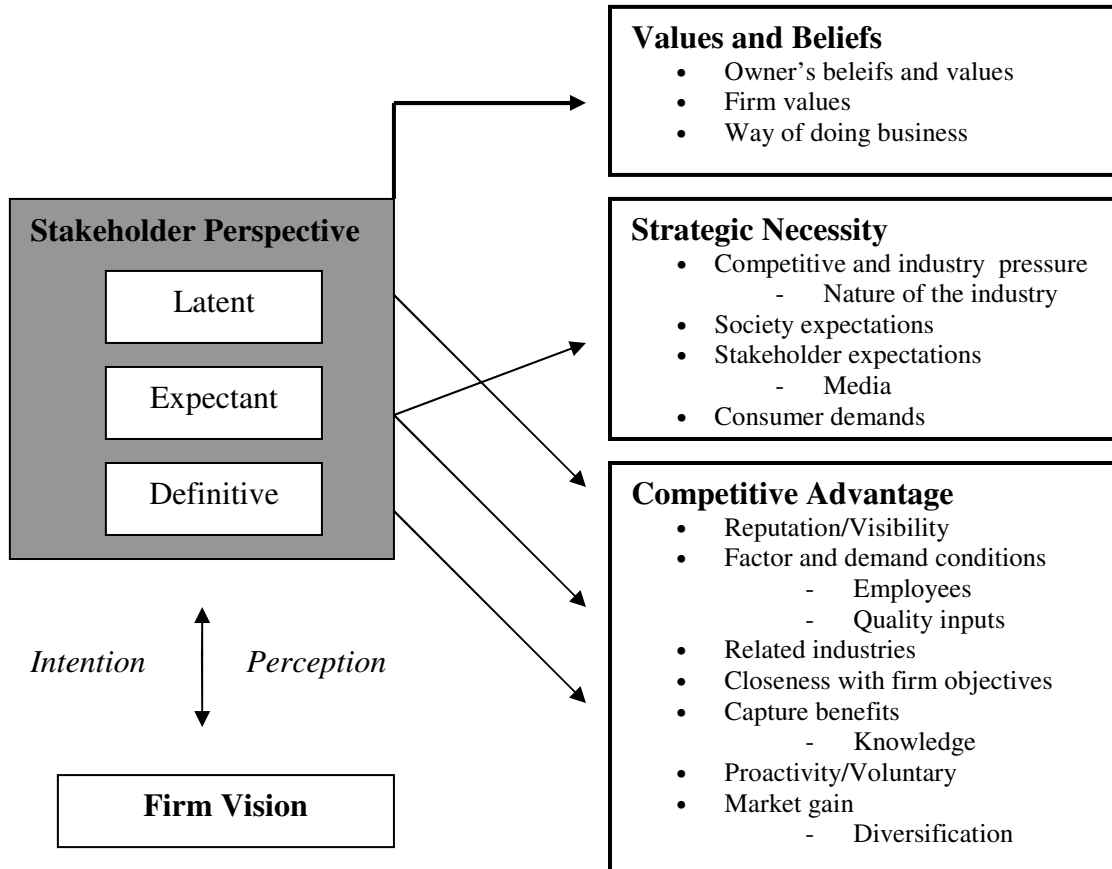 Stakeholder Perspective
Latent
Expectant
Definitive
Intention
Perception
Firm Vision
Values and Beliefs
• Owner’s beleifs and values
• Firm values
• Way of doing business
Strategic Necessity
• Competitive and industry pressure
- Nature of the industry
• Society expectations
• Stakeholder expectations
- Media
• Consumer demands
Competitive Advantage
• Reputation/Visibility
• Factor and demand conditions
- Employees
- Quality inputs
• Related industries
• Closeness with firm objectives
• Capture benefits
- Knowledge
• Proactivity/Voluntary
• Market gain
- Diversification